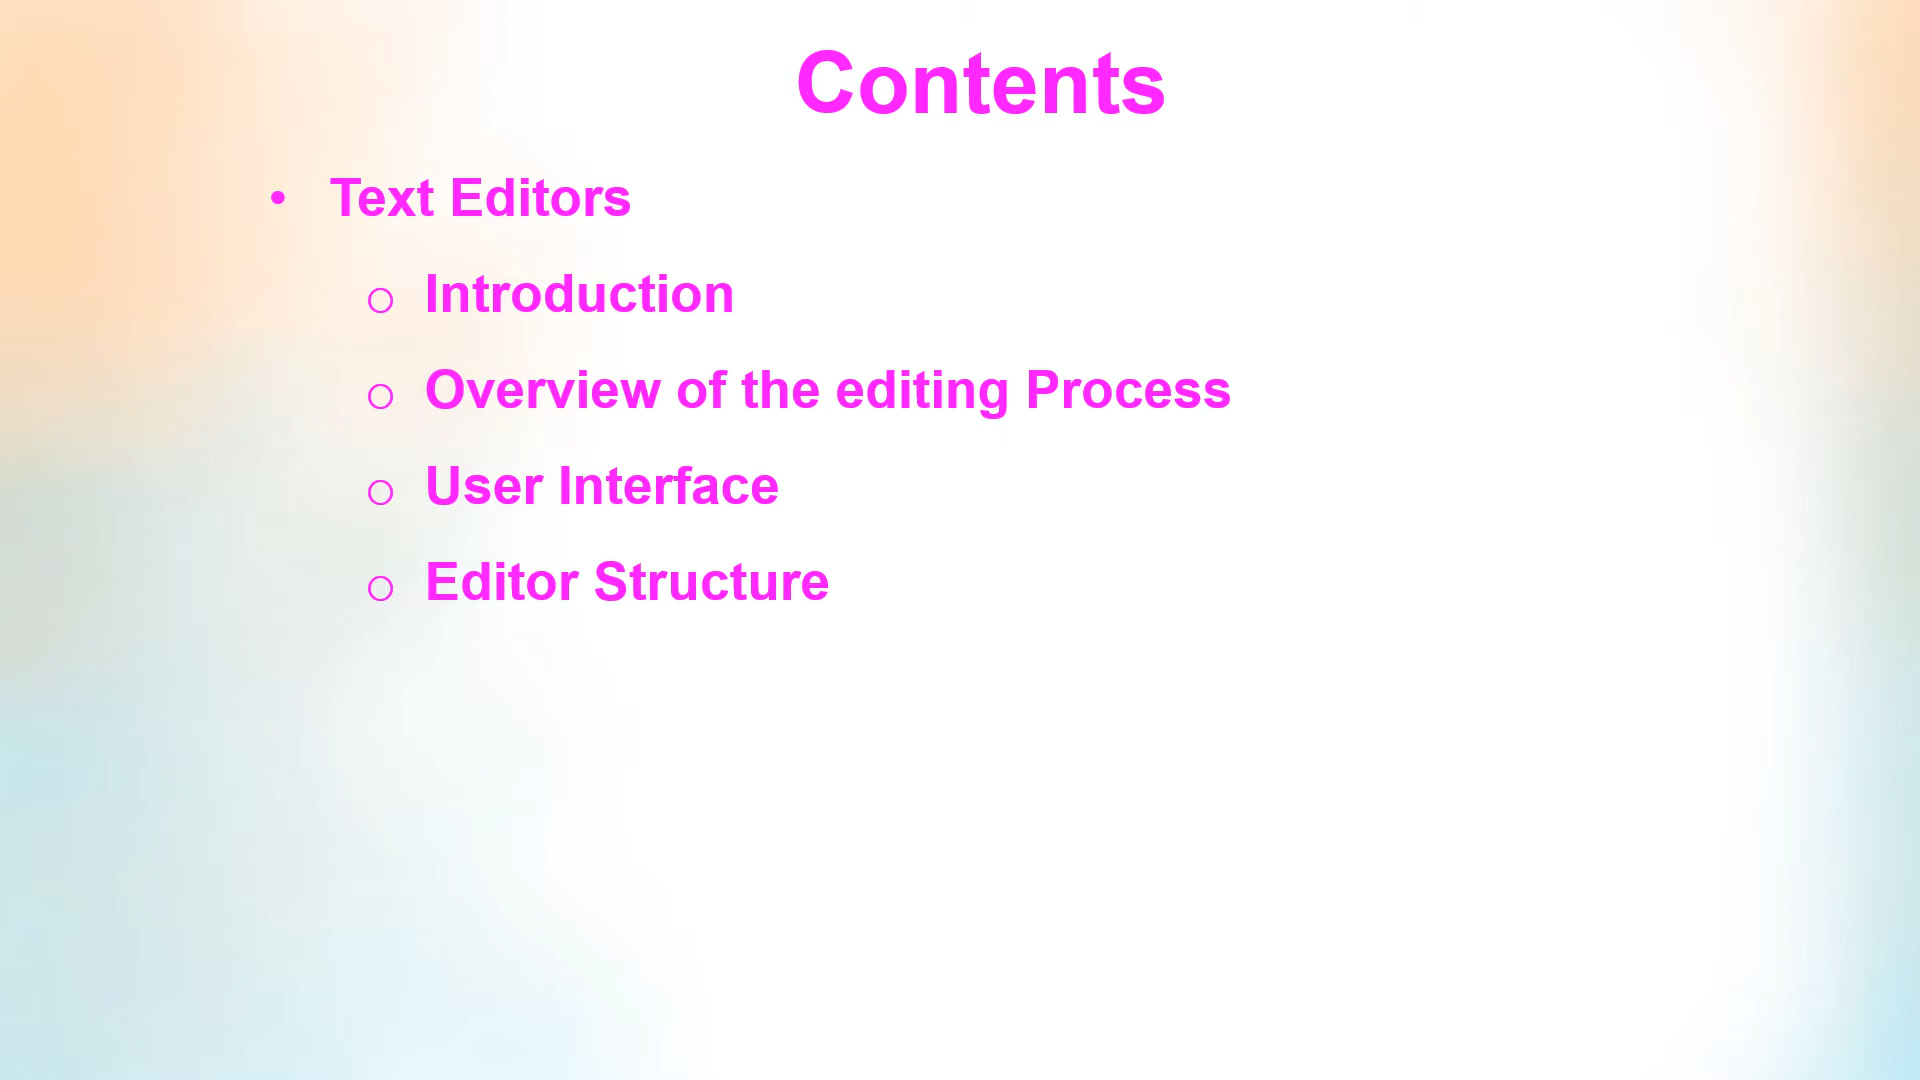 Contents
• Text Editors
o Introduction
o Overview of the editing Process
o User Interface
o Editor Structure